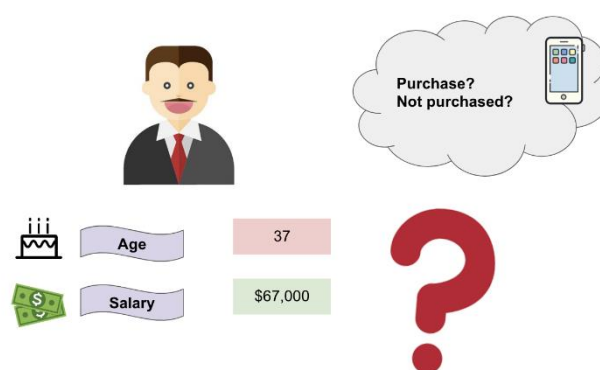 Purchase?
Not purchased?
Age
37
Salary
$67,000